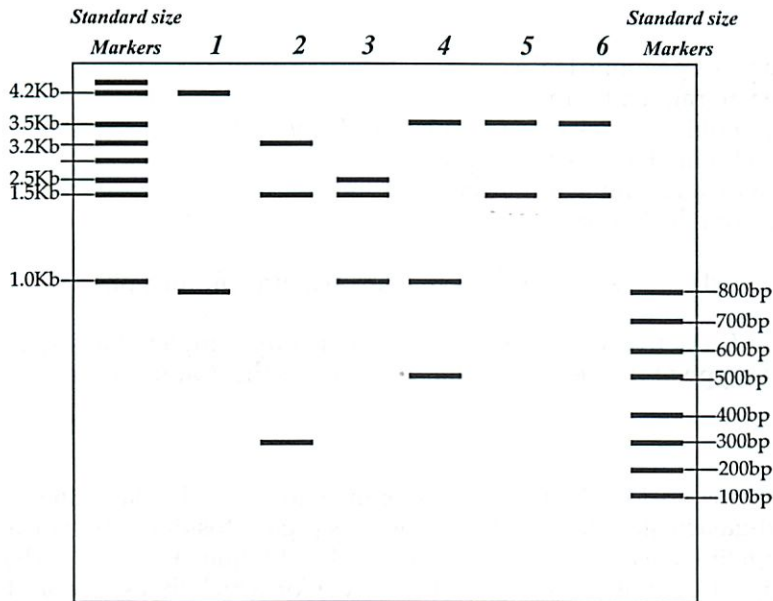 Standard size Standard size
Markers 1 2 3 4 5 6 Markers
4.2Kb
3.5Kb
3.2Kb
2.5Kb
1.5Kb
1.0Kb
800bp
700bp
600bp
500bp
400bp
300bp
200bp
100bp